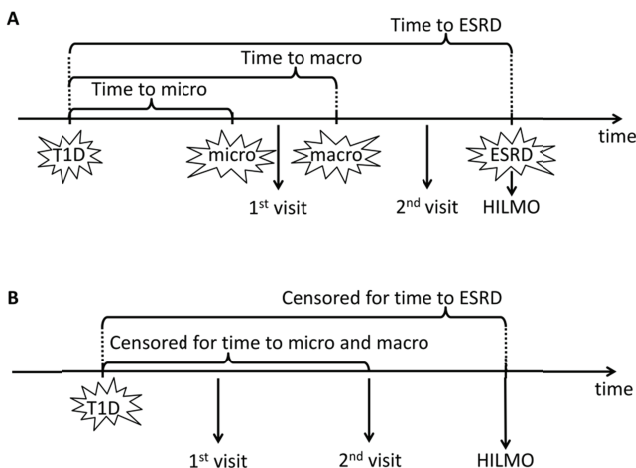 A
Time to ESRD
Time to macro
Time to micro
time
T1D
micro
macro
ESRD
1st visit
2nd visit
HILMO
B
Censored for time to ESRD
Censored for time to micro and macro
time
T1D
1st visit
2nd visit
HILMO